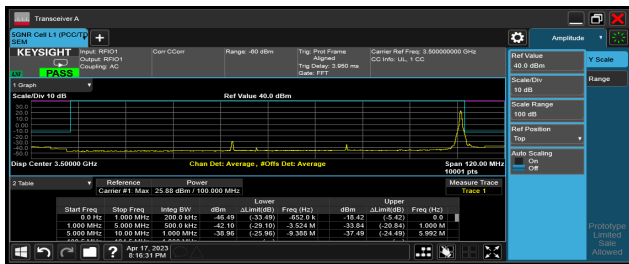 Transceiver A
5GNR Cell L1 (PCC/TD
SEM
Amplitude
KEYSIGHT
Input: RFIO1
Output: RFIO1
Coupling: AC
Corr CCorr
Range: -60 dBm
Trig: Prot Frame
Aligned
Trig Delay: 3.950 ms
Gate: FFT
Carrier Ref Freq: 3.500000000 GHz
CC Info: UL, 1 CC
PASS
1 Graph
Scale/Div 10 dB
Ref Value 40.0 dBm
30.0
20.0
10.0
0.00
-10.0
-20.0
-30.0
-40.0
-50.0
Disp Center 3.50000 GHz
Chan Det: Average , #Offs Det: Average
Span 120.00 MHz
10001 pts
2 Table
Reference
Power
Carrier #1. Max
25.88 dBm / 100.000 MHz
Measure Trace
Trace 1
Lower
Upper
Start Freq Stop Freq Integ BW dBm ΔLimit(dB) Freq (Hz) dBm ΔLimit(dB) Freq (Hz)
0.0 Hz 1.000 MHz 200.0 kHz -46.49 (-33.49) -652.0 k -18.42 (-5.42) 0.0
1.000 MHz 5.000 MHz 500.0 kHz -42.10 (-29.10) -3.524 M -33.84 (-20.84) 1.000 M
5.000 MHz 10.00 MHz 1.000 MHz -38.96 (-25.96) -9.388 M -37.49 (-24.49) 5.992 M
Apr 17, 2023
8:16:31 PM
Ref Value
40.0 dBm
Scale/Div
10 dB
Scale Range
100 dB
Ref Position
Top
Auto Scaling
On
Off
Y Scale
Range
Prototype
Limited
Sale
Allowed